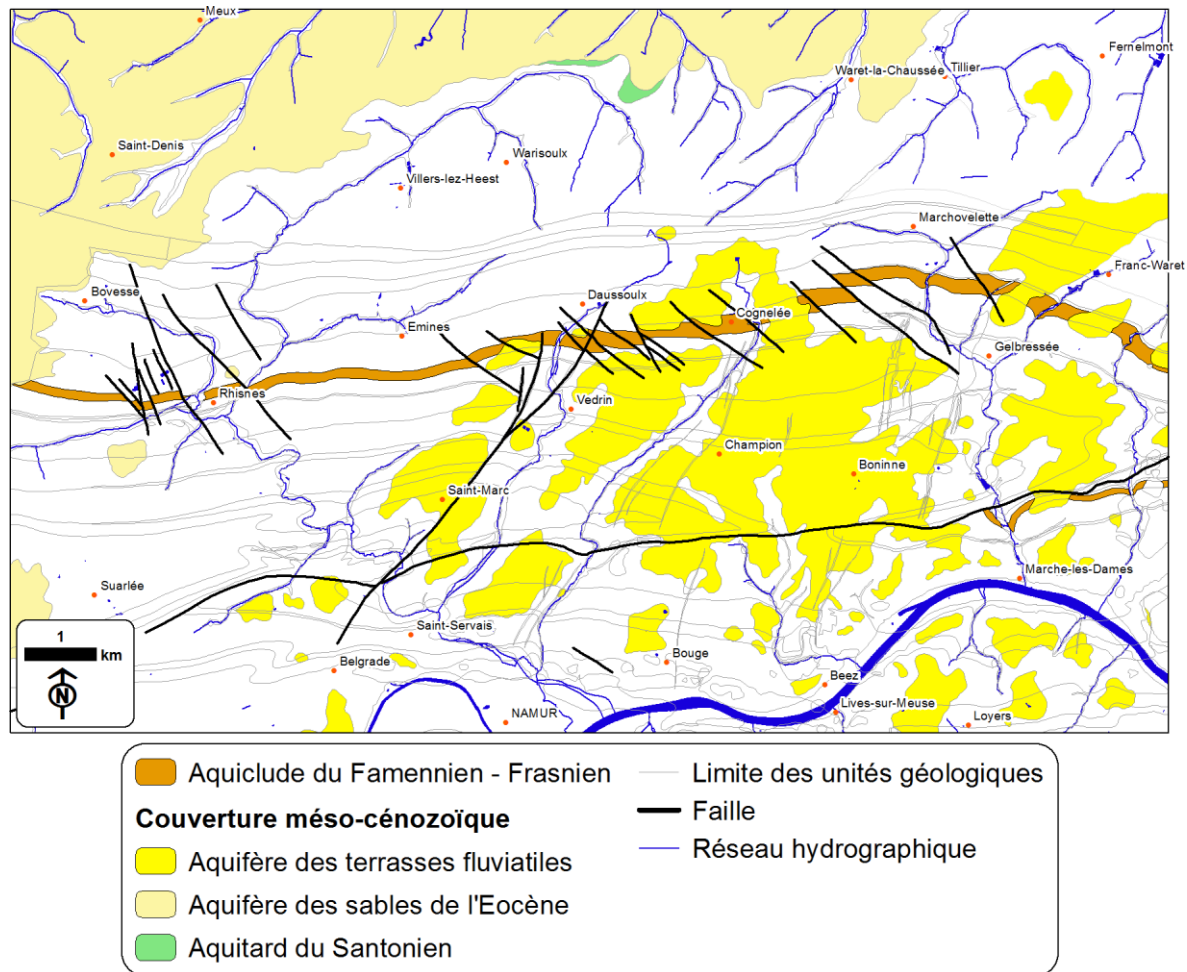 Meux
Fernelmont
Waret-la-Chaussée
Tillier
Saint-Denis
Warisoulx
Villers-lez-Heest
Marchovelette
Franc-Waret
Bovesse
Daussoulx
Cognelée
Emines
Gelbressée
Rhisnes
Vedrin
Champion
Boninne
Saint-Marc
Marche-les-Dames
Suarlée
Saint-Servais
1
km
N
Belgrade
Bouge
Beez
Lives-sur-Meuse
NAMUR
Loyers
Aquiclude du Famennien - Frasnien
Couverture méso-cénozoïque
Aquifère des terrasses fluviatiles
Aquifère des sables de l'Eocène
Aquitard du Santonien
Limite des unités géologiques
Faille
Réseau hydrographique